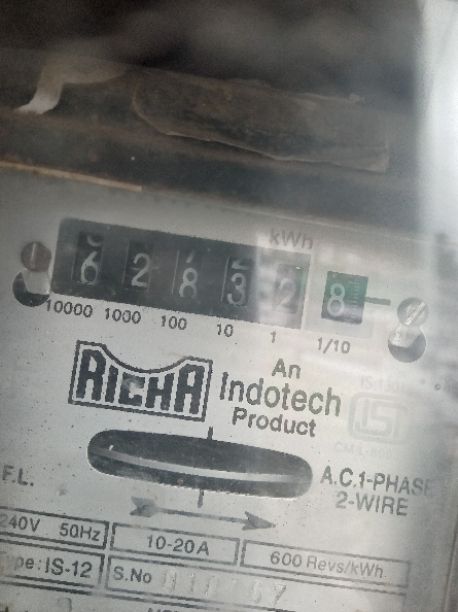 kWh
6 2 8 3 2 8
10000 1000 100 10 1 1/10
RICHA
An
Indotech
Product
F.L.
A.C.1-PHASE
2-WIRE
240V 50Hz
10-20A
600 Revs/kWh
pe: IS-12
S.No